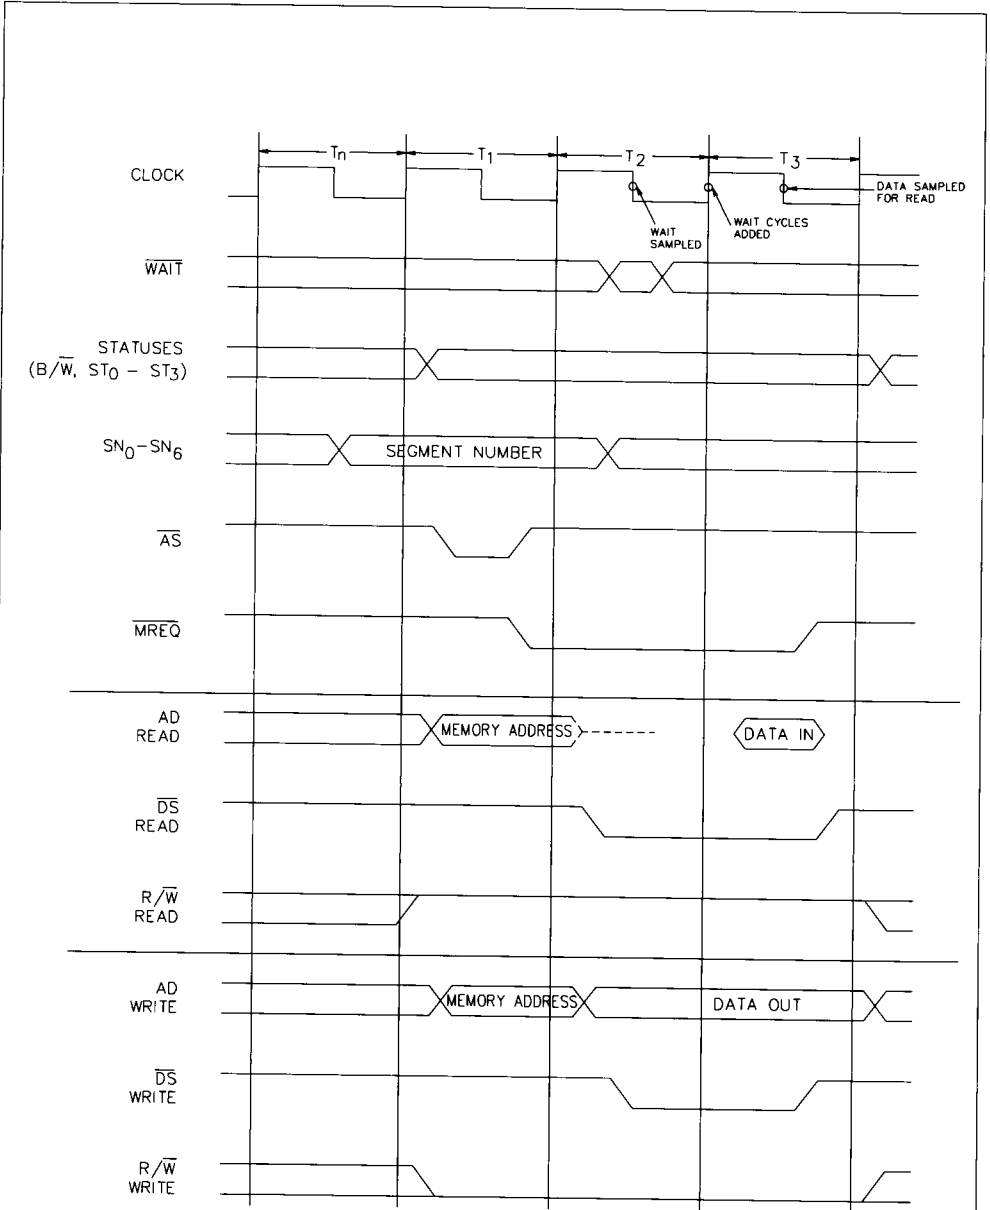 Tn T1 T2 T3
CLOCK
DATA SAMPLED
FOR READ
WAIT
SAMPLED
WAIT CYCLES
ADDED
WAIT
STATUSES
(B/W, ST0 - ST3)
SN0-SN6
SEGMENT NUMBER
AS
MREQ
AD
READ
MEMORY ADDRESS
DATA IN
DS
READ
R/W
READ
AD
WRITE
MEMORY ADDRESS
DATA OUT
DS
WRITE
R/W
WRITE